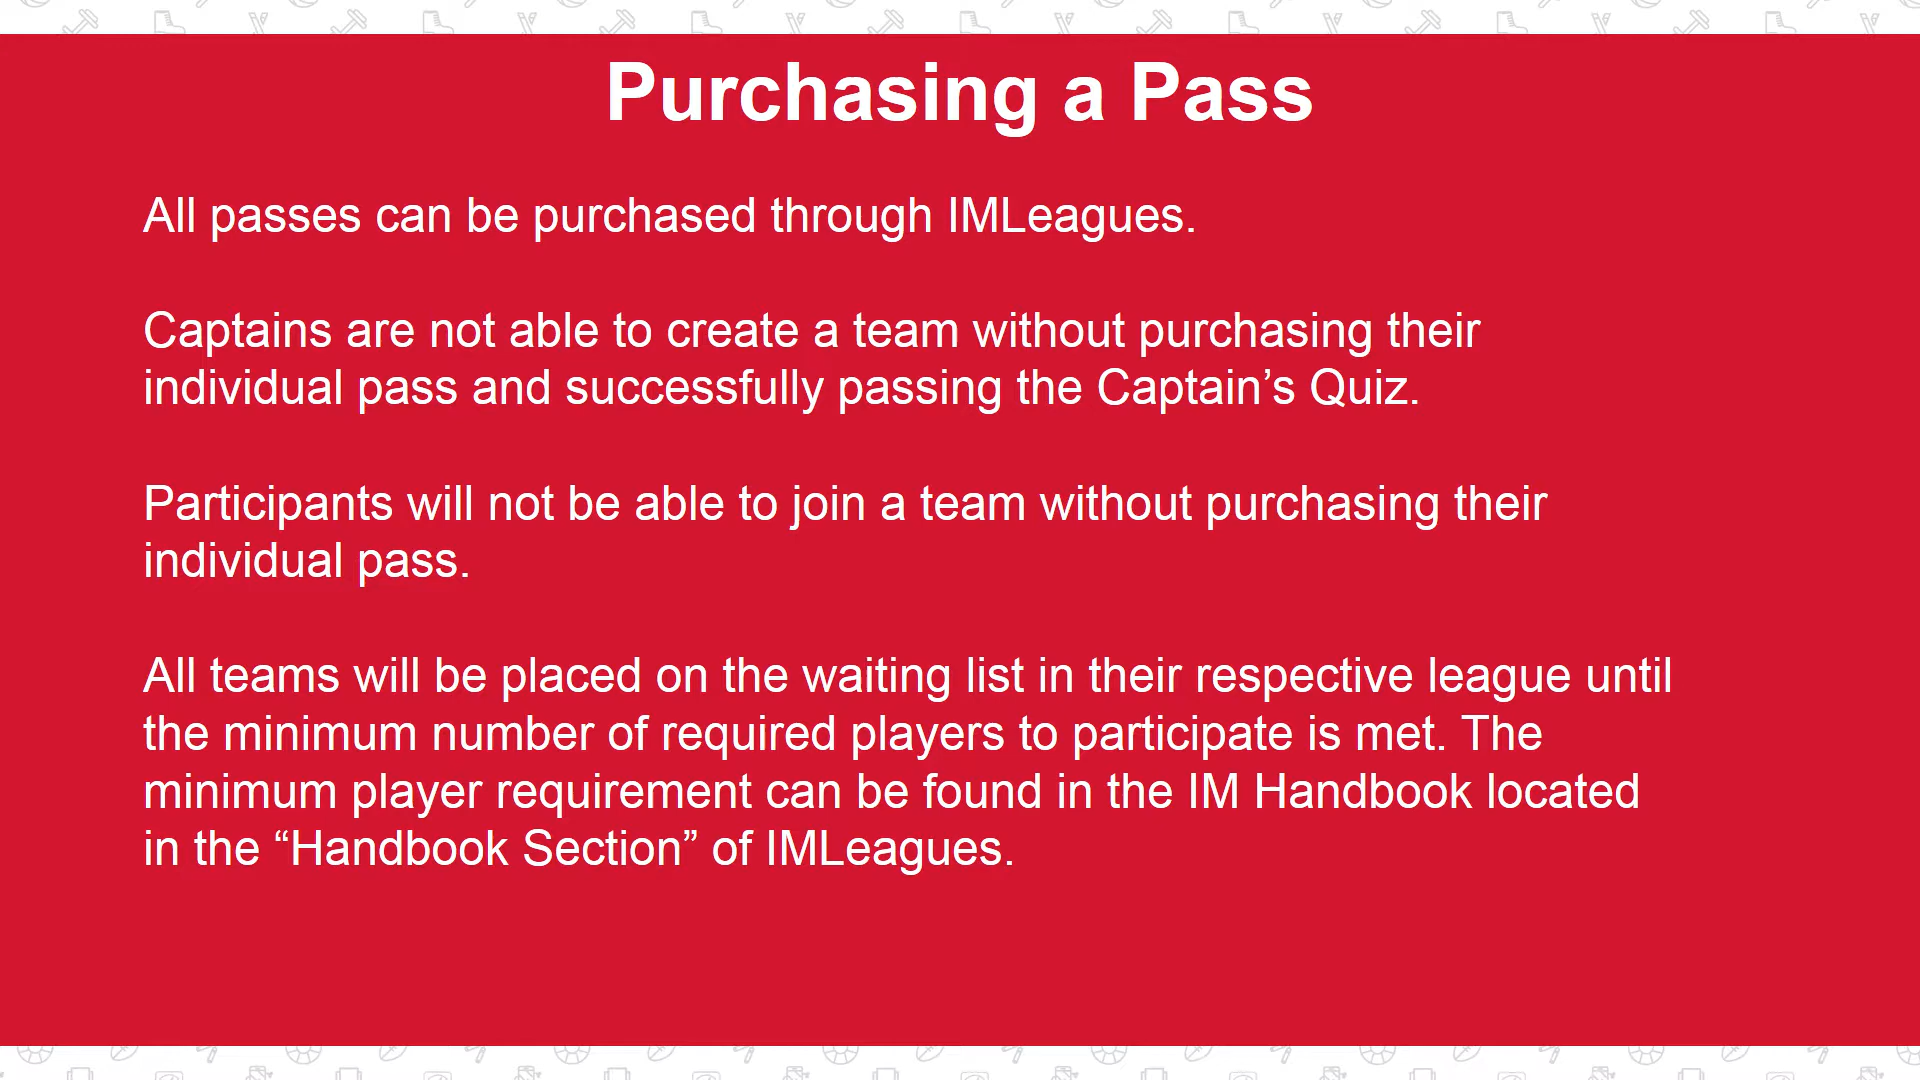 Purchasing a Pass
All passes can be purchased through IMLeagues.
Captains are not able to create a team without purchasing their
individual pass and successfully passing the Captain’s Quiz.
Participants will not be able to join a team without purchasing their
individual pass.
All teams will be placed on the waiting list in their respective league until
the minimum number of required players to participate is met. The
minimum player requirement can be found in the IM Handbook located
in the “Handbook Section” of IMLeagues.